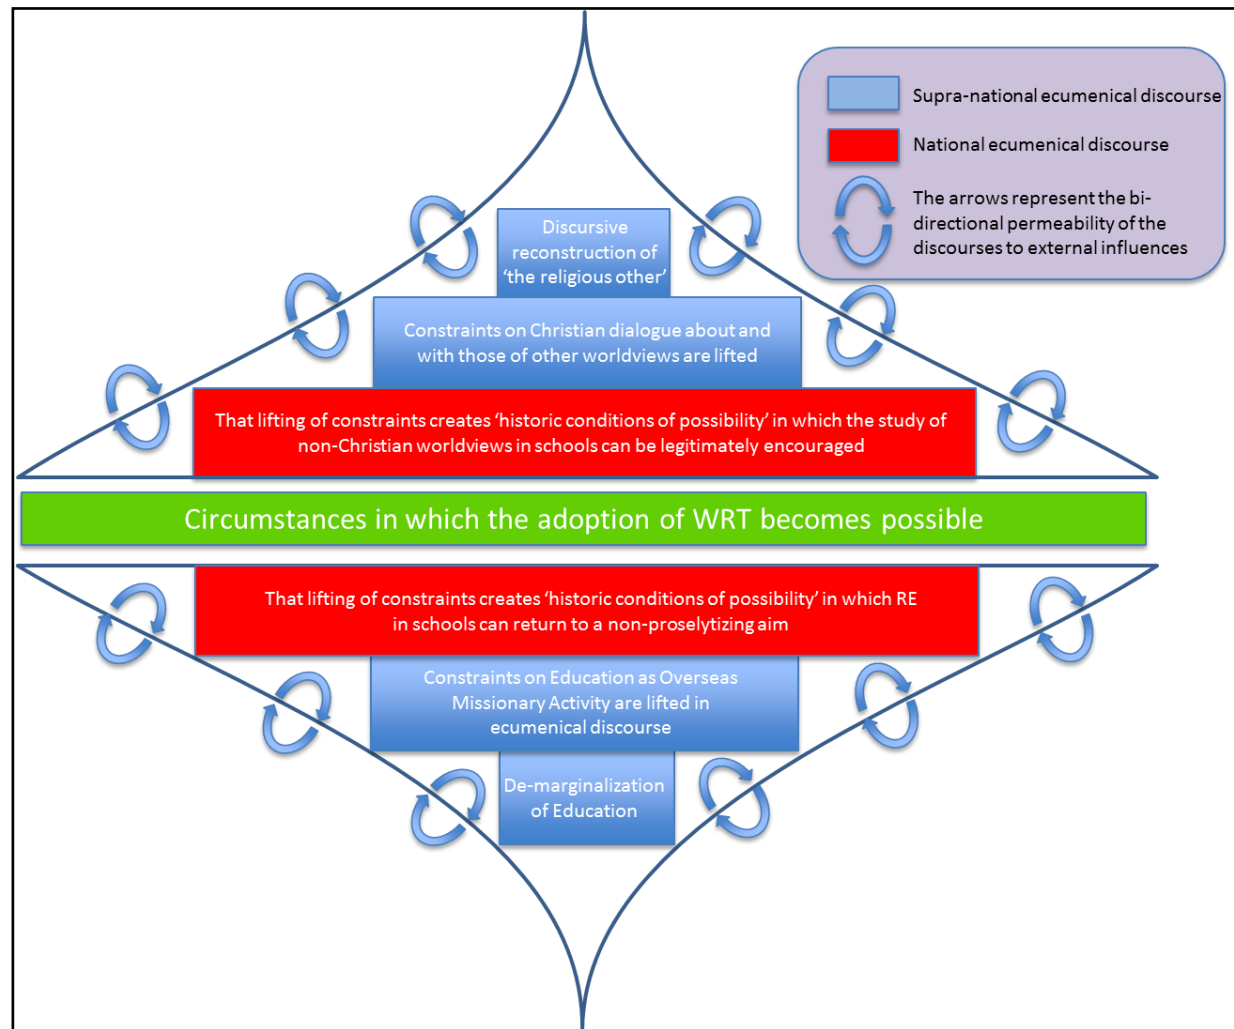 Supra-national ecumenical discourse
National ecumenical discourse
The arrows represent the bi-
directional permeability of the
discourses to external influences
Discursive
reconstruction of
‘the religious other’
Constraints on Christian dialogue about and
with those of other worldviews are lifted
That lifting of constraints creates ‘historic conditions of possibility’ in which the study of
non-Christian worldviews in schools can be legitimately encouraged
Circumstances in which the adoption of WRT becomes possible
That lifting of constraints creates ‘historic conditions of possibility’ in which RE
in schools can return to a non-proselytizing aim
Constraints on Education as Overseas
Missionary Activity are lifted in
ecumenical discourse
De-marginalization
of Education